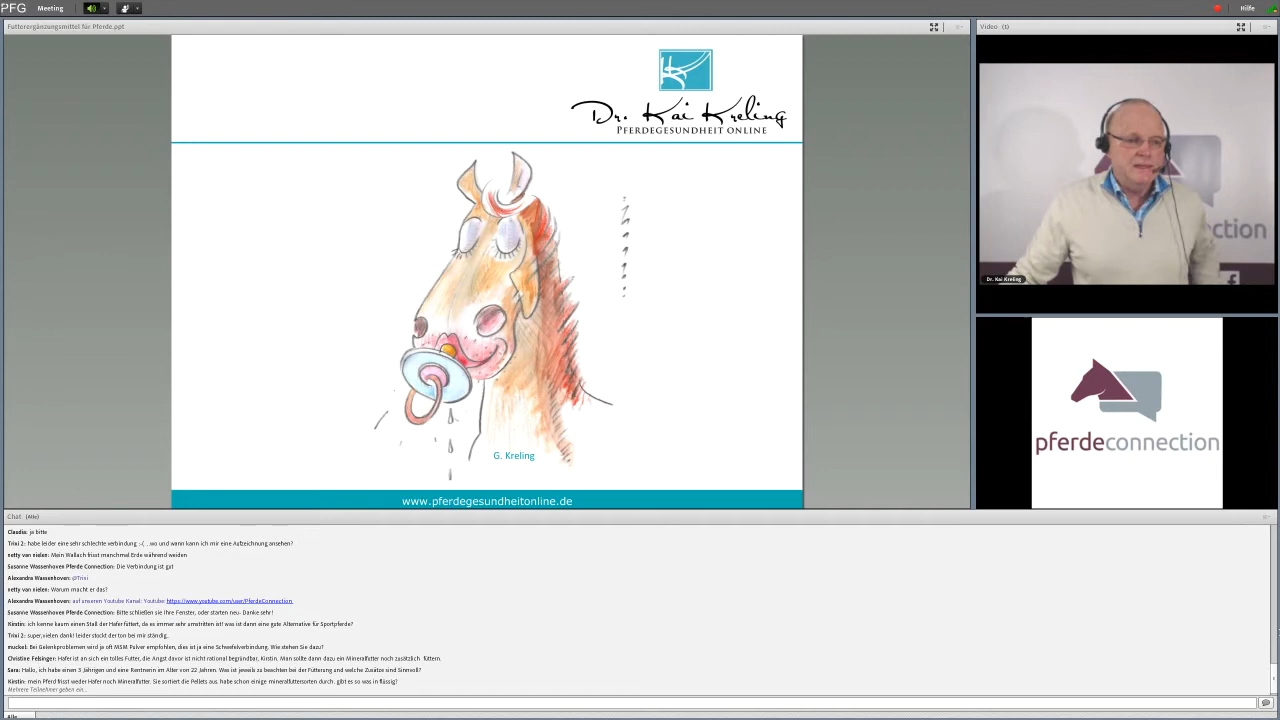 PFG
Meeting
Hilfe
Futterergänzungsmittel für Pferde.ppt
Video (1)
Dr. Kai Kreling
PFERDEGESUNDHEIT ONLINE
G. Kreling
www.pferdegesundheitonline.de
Dr. Kai Kreling
pferdeconnection
Chat (Alle)
Claudia: ja bitte
Trixi 2: habe leider eine sehr schlechte verbindung :-( ...wo und wann kann ich mir eine Aufzeichnung ansehen?
netty van nielen: Mein Wallach frisst manchmal Erde während weiden
Susanne Wassenhoven Pferde Connection: Die Verbindung ist gut
Alexandra Wassenhoven: @Trixi
netty van nielen: Warum macht er das?
Alexandra Wassenhoven: auf unseren Youtube Kanal: Youtube: https://www.youtube.com/user/PferdeConnection
Susanne Wassenhoven Pferde Connection: Bitte schließen sie Ihre Fenster, oder starten neu- Danke sehr!
Kirstin: ich kenne kaum einen Stall der Hafer füttert, da es immer sehr umstritten ist! was ist dann eine gute Alternative für Sportpferde?
Trixi 2: super,vielen dank! leider stockt der ton bei mir ständig,
muckel: Bei Gelenkproblemen wird ja oft MSM Pulver empfohlen, dies ist ja eine Schwefelverbindung. Wie stehen Sie dazu?
Christine Felsinger: Hafer ist an sich ein tolles Futter, die Angst davor ist nicht rational begründbar, Kirstin. Man sollte dann dazu ein Mineralfutter noch zusätzlich füttern.
Sara: Hallo, ich habe einen 3 Jährigen und eine Rentnerin im Alter von 22 Jahren. Was ist jeweils zu beachten bei der Fütterung und welche Zusätze sind Sinnvoll?
Kirstin: mein Pferd frisst weder Hafer noch Mineralfutter. Sie sortiert die Pellets aus. habe schon einige mineralfuttersorten durch. gibt es so was in flüssig?
Mehrere Teilnehmer geben ein...
Alle